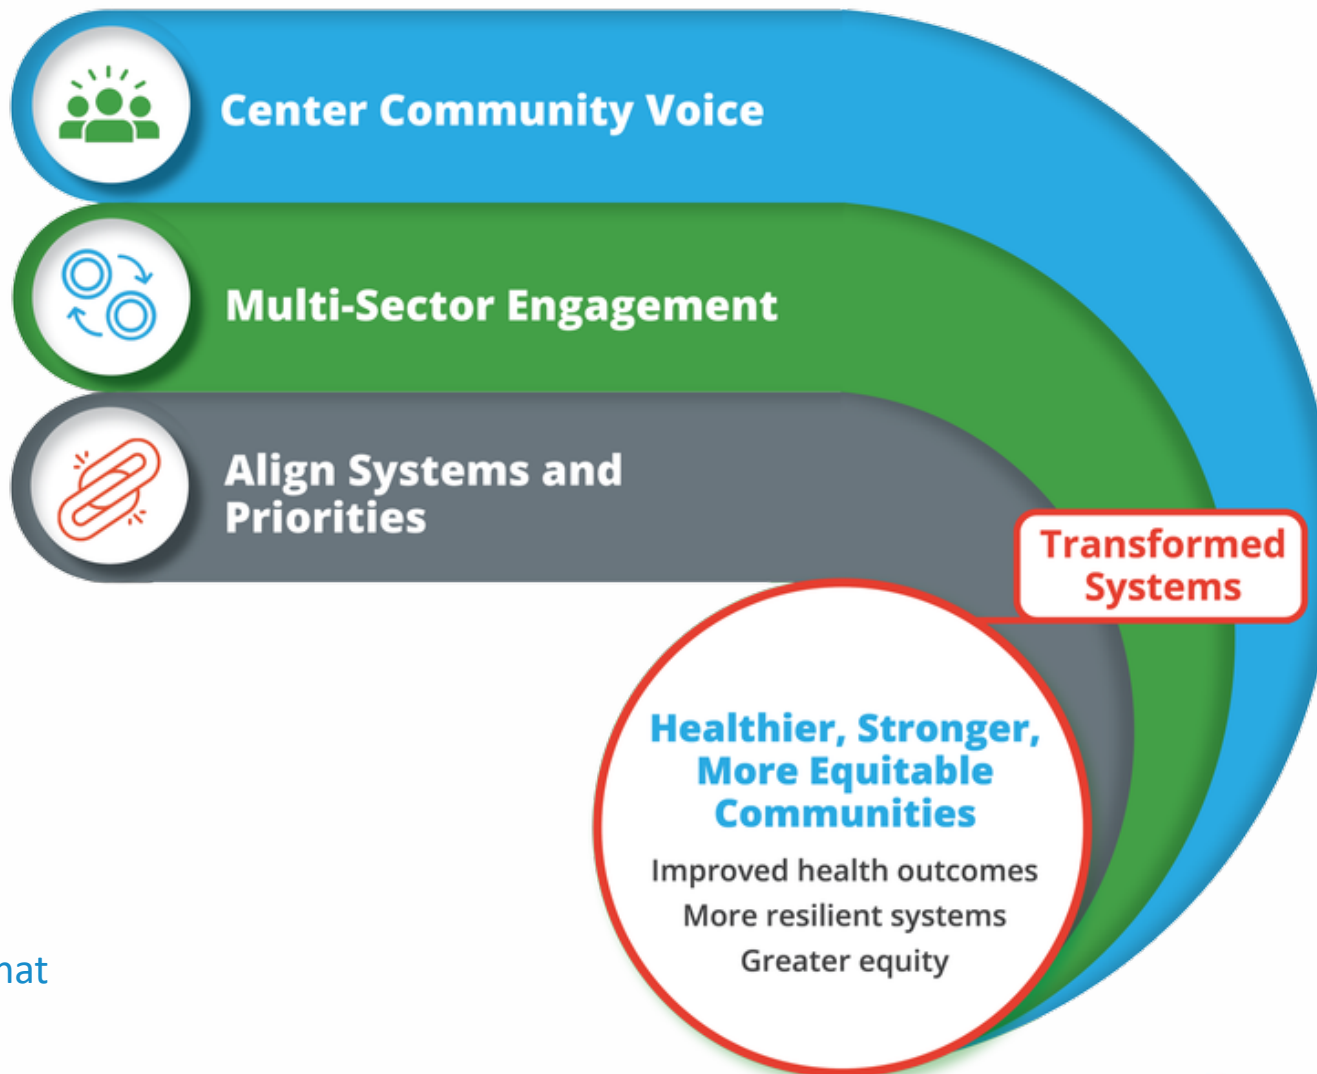 Center Community Voice
Multi-Sector Engagement
Align Systems and
Priorities
Transformed
Systems
Healthier, Stronger,
More Equitable
Communities
Improved health outcomes
More resilient systems
Greater equity